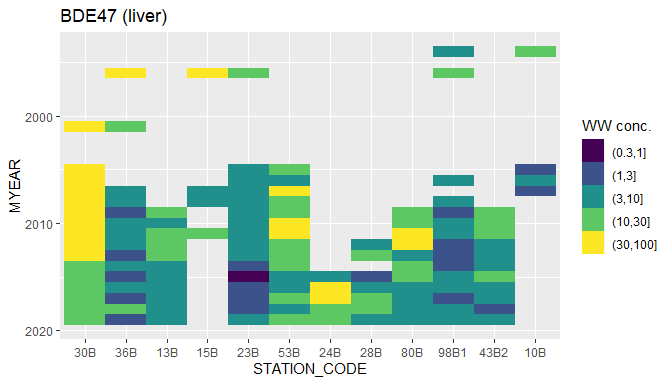 BDE47 (liver)
MYEAR
2000
2010
2020
30B 36B 13B 15B 23B 53B 24B 28B 80B 98B1 43B2 10B
STATION_CODE
WW conc.
(0.3,1]
(1,3]
(3,10]
(10,30]
(30,100]